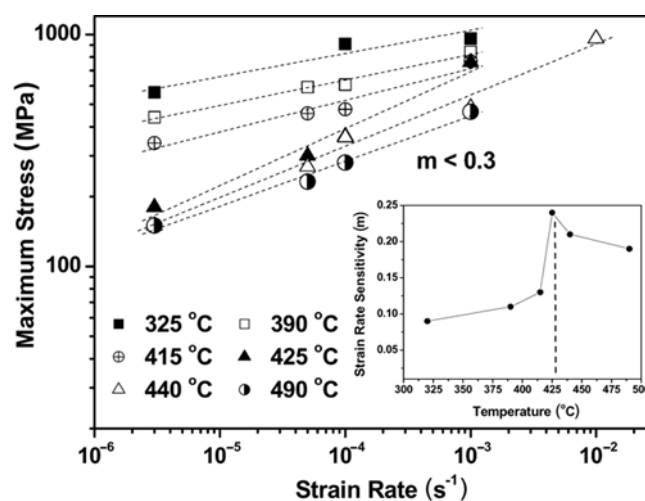 1000
100
Maximum Stress (MPa)
m < 0.3
325 °C
390 °C
415 °C
425 °C
440 °C
490 °C
10⁻⁶
10⁻⁵
10⁻⁴
10⁻³
10⁻²
Strain Rate (s⁻¹)
0.25
0.20
0.15
0.10
0.05
Strain Rate Sensitivity (m)
300
325
350
375
400
425
450
475
500
Temperature (°C)